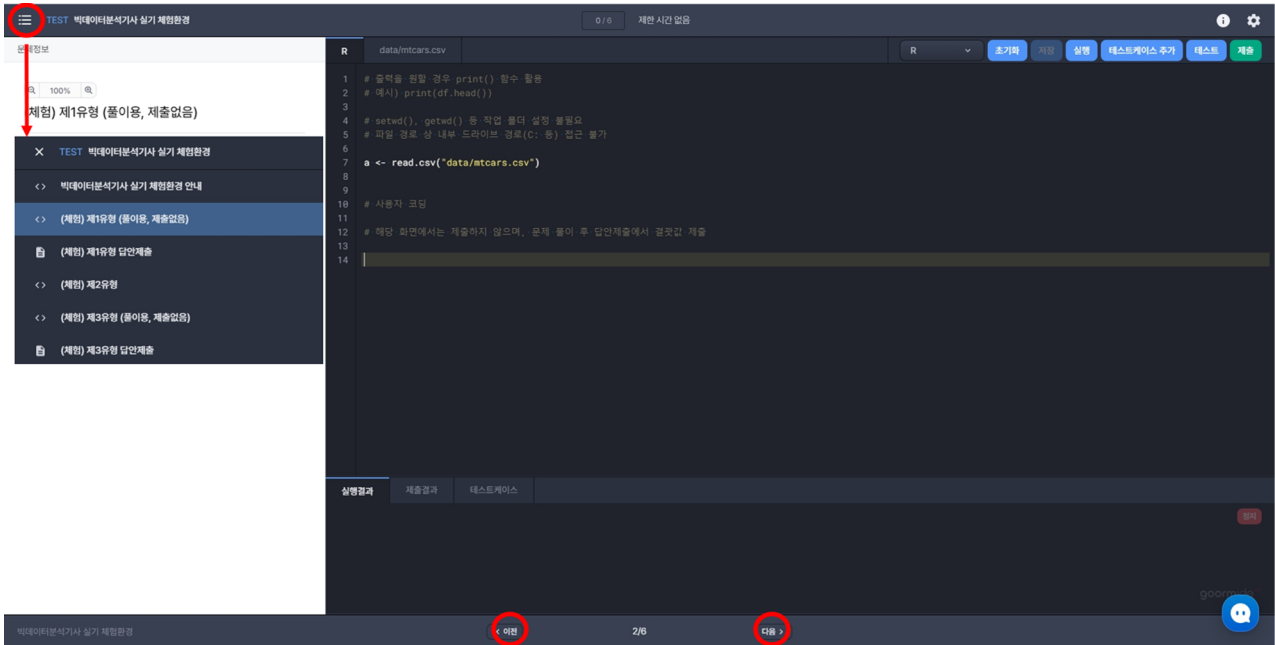 TEST 빅데이터분석기사 실기 체험환경
0/6 제한 시간 없음
문제정보
100%
체험) 제1유형 (풀이용, 제출없음)
TEST 빅데이터분석기사 실기 체험환경
빅데이터분석기사 실기 체험환경 안내
(체험) 제1유형 (풀이용, 제출없음)
(체험) 제1유형 답안제출
(체험) 제2유형
(체험) 제3유형 (풀이용, 제출없음)
(체험) 제3유형 답안제출
R data/mtcars.csv
R 초기화 저장 실행 테스트케이스 추가 테스트 제출
1 # 출력을 원할 경우 print() 함수 활용
2 # 예시) print(df.head())
3
4 # setwd(), getwd() 등 작업 폴더 설정 불필요
5 # 파일 경로 상 내부 드라이브 경로(C: 등) 접근 불가
6
7 a <- read.csv("data/mtcars.csv")
8
9
10 # 사용자 코딩
11
12 # 해당 화면에서는 제출하지 않으며, 문제 풀이 후 답안제출에서 결괏값 제출
13
14
실행결과 제출결과 테스트케이스
정지
빅데이터분석기사 실기 체험환경
< 이전 2/6 다음 >